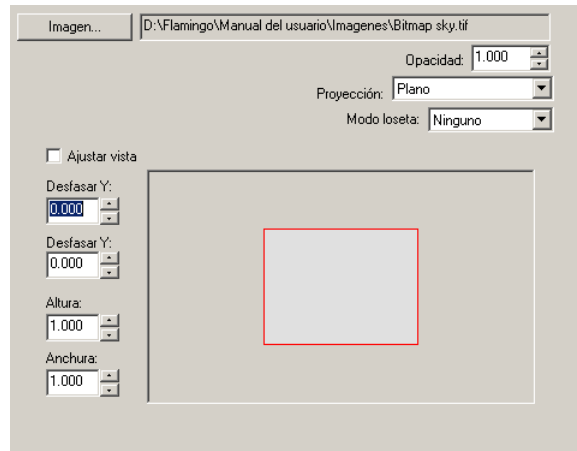 Imagen... D:\Flamingo\Manual del usuario\Imagenes\Bitmap sky.tif
Opacidad: 1.000
Proyección: Plano
Modo loseta: Ninguno
Ajustar vista
Desfasar Y:
0.000
Desfasar Y:
0.000
Altura:
1.000
Anchura:
1.000